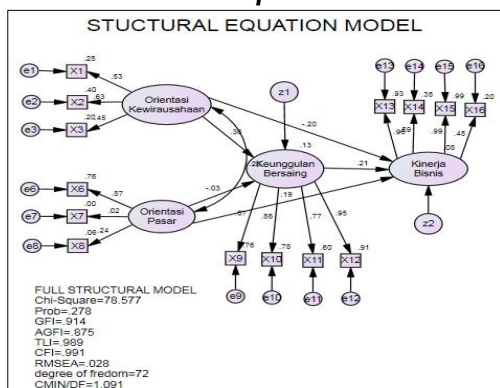 STUCTURAL EQUATION MODEL
e1
.28
X1
.53
e2
.40
X2
.63
e3
.20
X3
.45
Orientasi
Kewirausahaan
e6
.76
X6
.87
e7
.00
X7
.02
e8
.06
X8
.24
Orientasi
Pasar
z1
.13
Keunggulan
Bersaing
-.20
-.03
.19
.21
e13
e14
e15
e16
.93
.99
.20
X13
X14
X15
X16
.99
.45
Kinerja
Bisnis
z2
.88
.77
.95
.76
X9
.78
X10
.60
X11
.91
X12
e9
e10
e11
e12
FULL STRUCTURAL MODEL
Chi-Square=78.577
Prob=.278
GFI=.914
AGFI=.875
TLI=.989
CFI=.991
RMSEA=.028
degree of fredom=72
CMIN/DF=1.091